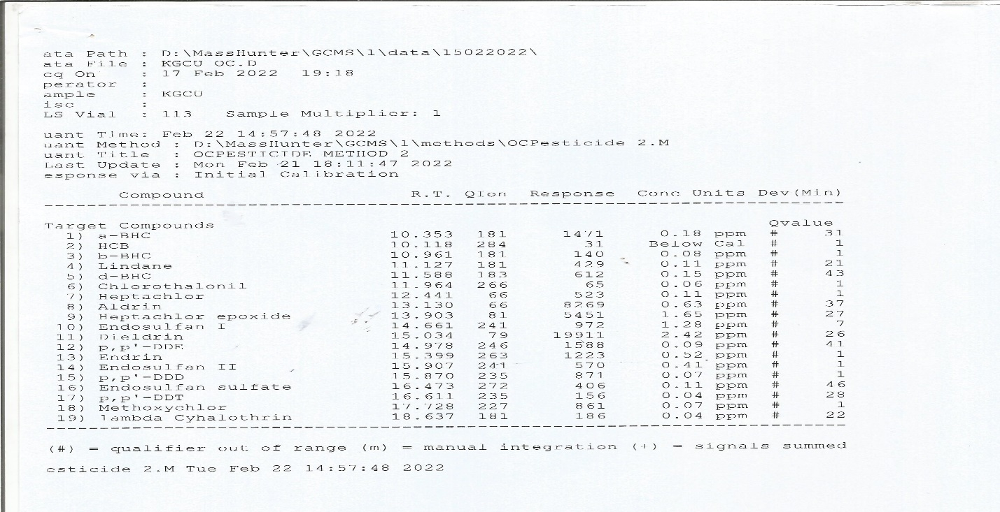 ata Path : D:\MassHunter\GCMS\1\data\15022022\
ata File : KGCU OC.D
cq On : 17 Feb 2022 19:18
perator :
ample : KGCU
isc :
LS Vial : 113 Sample Multiplier: 1
uant Time: Feb 22 14:57:48 2022
uant Method : D:\MassHunter\GCMS\1\methods\OCPesticide 2.M
uant Title : OCPESTICIDE METHOD 2
Last Update : Mon Feb 21 18:11:47 2022
esponse via : Initial Calibration
Compound R.T. QIon Response Conc Units Dev(Min)
Target Compounds Qvalue
1) a-BHC 10.353 181 1471 0.18 ppm # 31
2) HCB 10.118 284 31 Below Cal # 1
3) b-BHC 10.961 181 140 0.08 ppm # 1
4) Lindane 11.127 181 429 0.11 ppm # 21
5) d-BHC 11.588 183 612 0.15 ppm # 43
6) Chlorothalonil 11.964 266 65 0.06 ppm # 1
7) Heptachlor 12.441 66 523 0.11 ppm # 1
8) Aldrin 13.130 66 8269 0.63 ppm # 37
9) Heptachlor epoxide 13.903 81 5451 1.65 ppm # 27
10) Endosulfan I 14.661 241 972 1.28 ppm # 7
11) Dieldrin 15.034 79 19911 2.42 ppm # 26
12) p,p'-DDE 14.978 246 1588 0.09 ppm # 41
13) Endrin 15.399 263 1223 0.52 ppm # 1
14) Endosulfan II 15.907 241 570 0.41 ppm # 1
15) p,p'-DDD 15.870 235 871 0.07 ppm # 1
16) Endosulfan sulfate 16.473 272 406 0.11 ppm # 46
17) p,p'-DDT 16.611 235 156 0.04 ppm # 28
18) Methoxychlor 17.728 227 861 0.07 ppm # 1
19) lambda Cyhalothrin 18.637 181 186 0.04 ppm # 22
(#) = qualifier out of range (m) = manual integration (+) = signals summed
esticide 2.M Tue Feb 22 14:57:48 2022